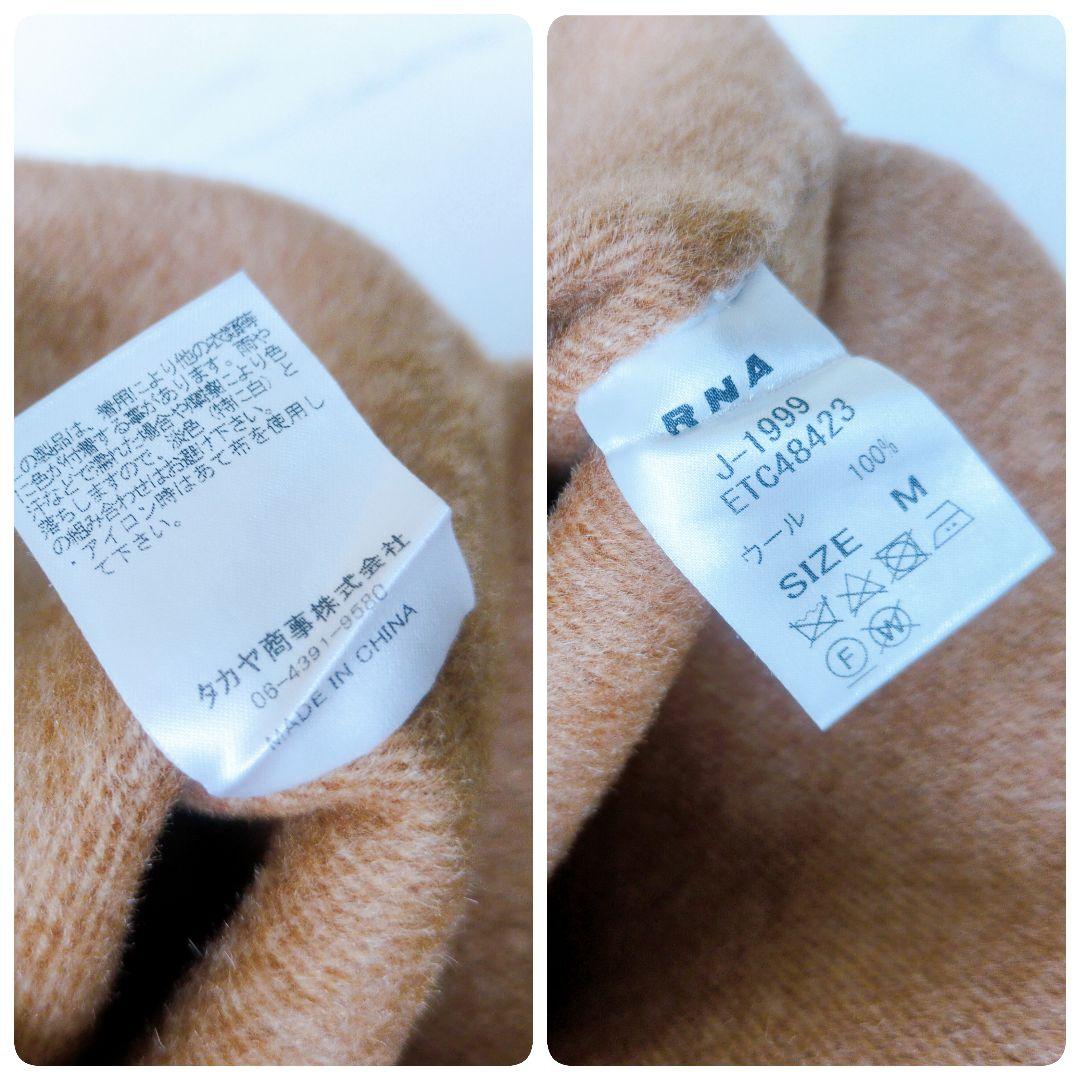 の製品は、着用により他の衣類等
に色が付着する事があります。雨や
汗などで湿った場合や摩擦により色
落ちしますので、淡色(特に白)と
の組み合わせはお避け下さい。
・アイロン時はあて布を使用し
て下さい。
タカヤ商事株式会社
06-4391-9580
MADE IN CHINA
RNA
J-1999
ETC48423
ウール 100%
SIZE M
F W